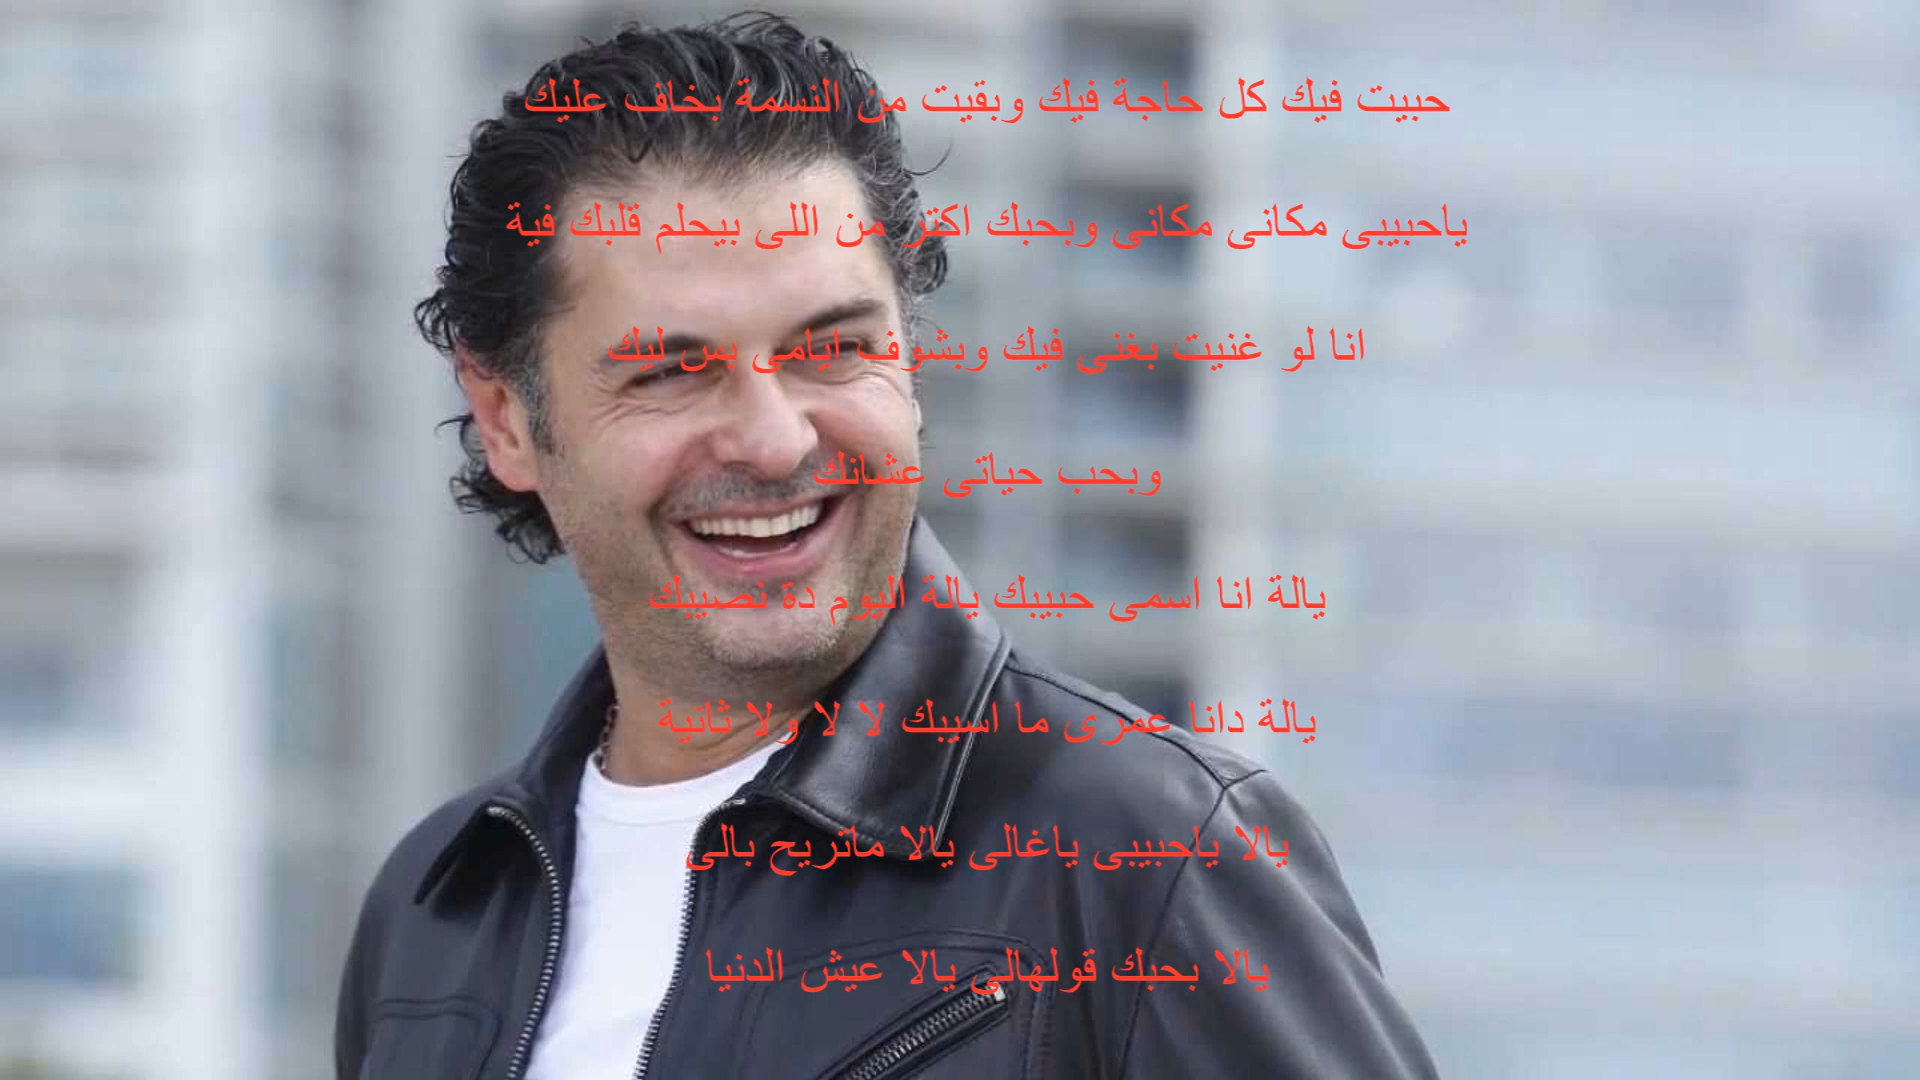 حبيت فيك كل حاجة فيك وبقيت من النسمة بخاف عليك
ياحبيبى مكانى مكانى وبحبك اكتر من اللى بيحلم قلبك فية
انا لو غنيت بغنى فيك وبشوف ايامى بس ليك
وبحب حياتى عشانك
يالة انا اسمى حبيبك يالة اليوم دة نصيبك
يالة دانا عمرى ما اسيبك لا لا ولا ثانية
يالا ياحبيبى ياغالى يالا ماتريح بالى
يالا بحبك قولهالى يالا عيش الدنيا